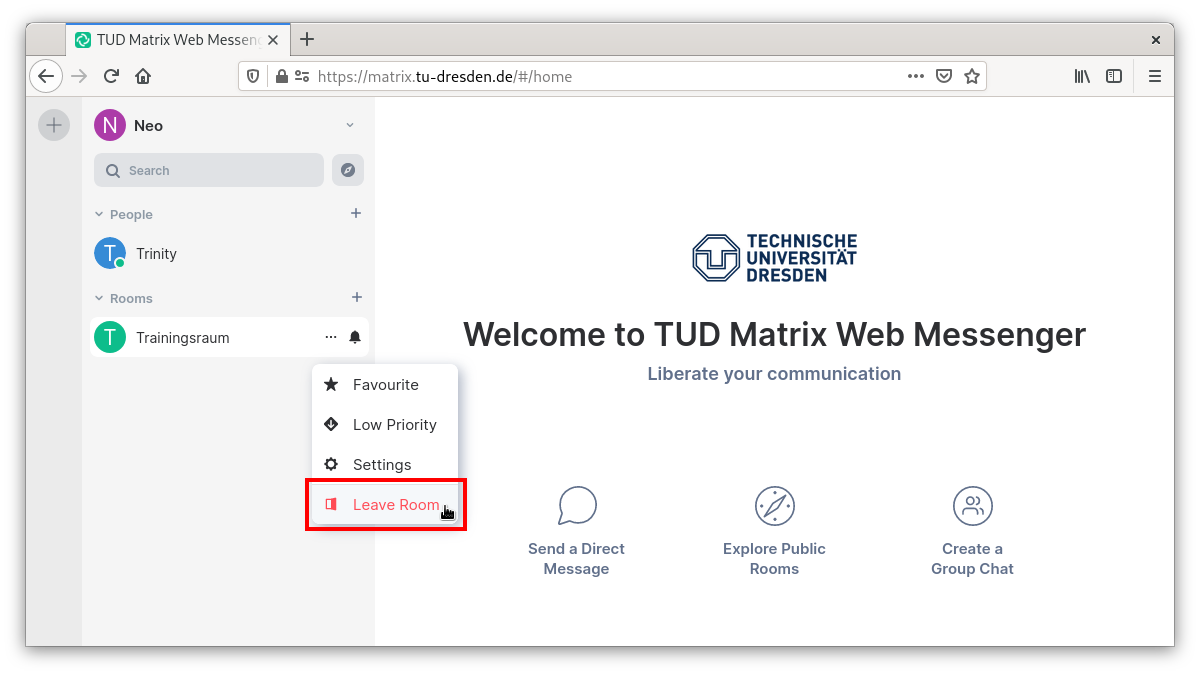 TUD Matrix Web Messeng
https://matrix.tu-dresden.de/#/home
N Neo
Search
People
T Trinity
Rooms
T Trainingsraum
Favourite
Low Priority
Settings
Leave Room
TECHNISCHE
UNIVERSITÄT
DRESDEN
Welcome to TUD Matrix Web Messenger
Liberate your communication
Send a Direct
Message
Explore Public
Rooms
Create a
Group Chat